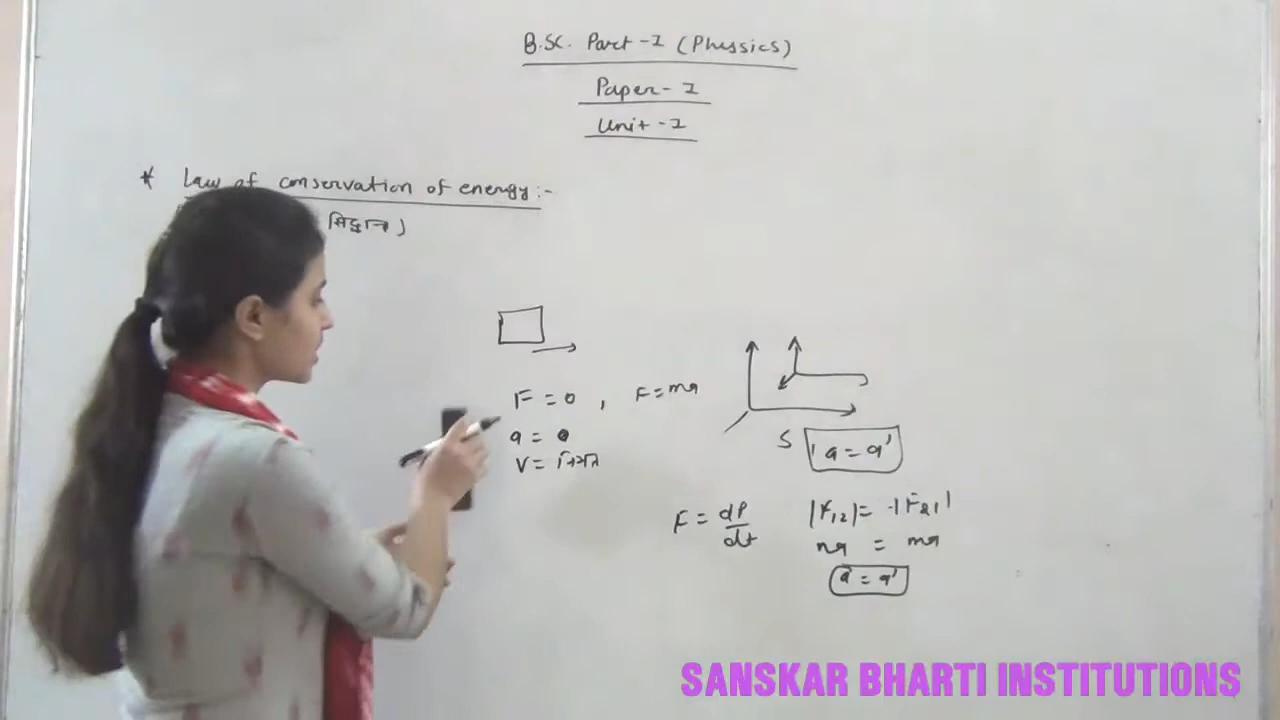 B.SC. Part-I (Physics)
Paper-I
Unit-I
* Law of conservation of energy:-
सिद्धान्त)
F = 0 , F = ma
a = 0
V = नियत
S a = a'
F = dP/dt
|F12| = -|F21|
ma = ma
a = a'
SANSKAR BHARTI INSTITUTIONS